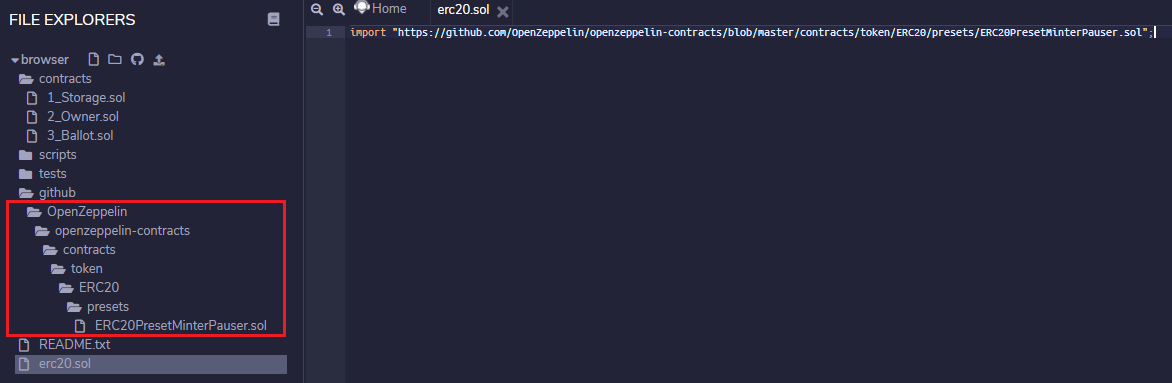 FILE EXPLORERS
browser
contracts
1_Storage.sol
2_Owner.sol
3_Ballot.sol
scripts
tests
github
OpenZeppelin
openzeppelin-contracts
contracts
token
ERC20
presets
ERC20PresetMinterPauser.sol
README.txt
erc20.sol
Home
erc20.sol
1
import "https://github.com/OpenZeppelin/openzeppelin-contracts/blob/master/contracts/token/ERC20/presets/ERC20PresetMinterPauser.sol";